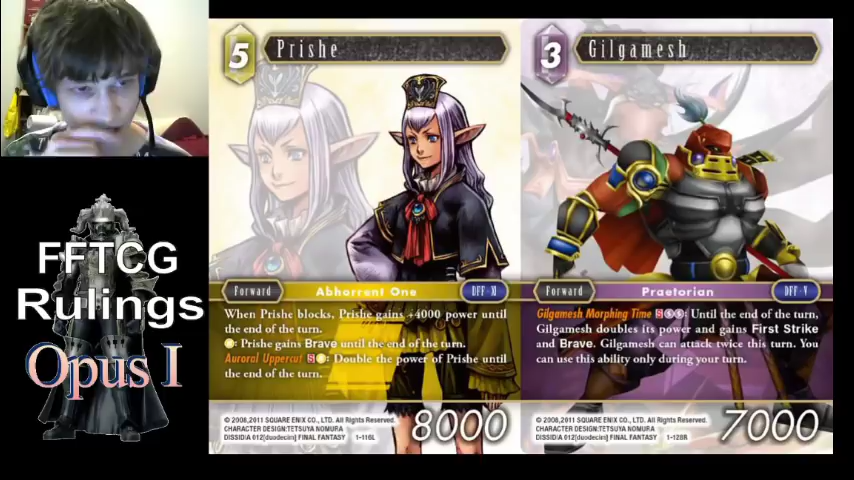 FFTCG
Rulings
Opus I
5
Prishe
Forward
Abhorrent One
DFF·XI
When Prishe blocks, Prishe gains +4000 power until
the end of the turn.
: Prishe gains Brave until the end of the turn.
Auroral Uppercut S : Double the power of Prishe until
the end of the turn.
© 2008,2011 SQUARE ENIX CO., LTD. All Rights Reserved.
CHARACTER DESIGN:TETSUYA NOMURA
DISSIDIA 012[duodecim] FINAL FANTASY 1-116L
8000
3
Gilgamesh
Forward
Praetorian
DFF·V
Gilgamesh Morphing Time S : Until the end of the turn,
Gilgamesh doubles its power and gains First Strike
and Brave. Gilgamesh can attack twice this turn. You
can use this ability only during your turn.
© 2008,2011 SQUARE ENIX CO., LTD. All Rights Reserved.
CHARACTER DESIGN:TETSUYA NOMURA
DISSIDIA 012[duodecim] FINAL FANTASY 1-128R
7000